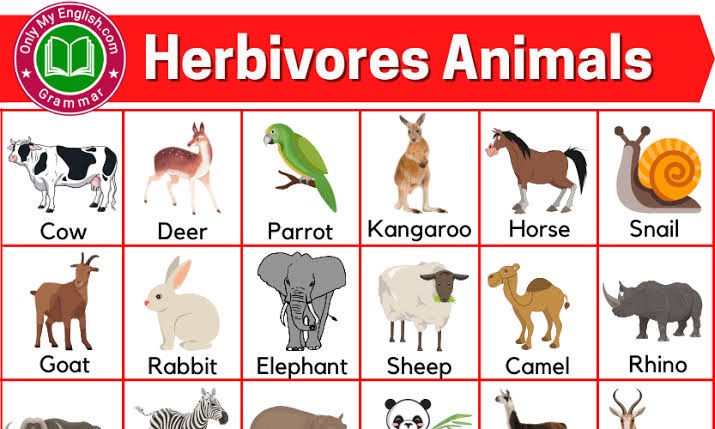 Only My English.com
Grammar
Herbivores Animals
Cow
Deer
Parrot
Kangaroo
Horse
Snail
Goat
Rabbit
Elephant
Sheep
Camel
Rhino